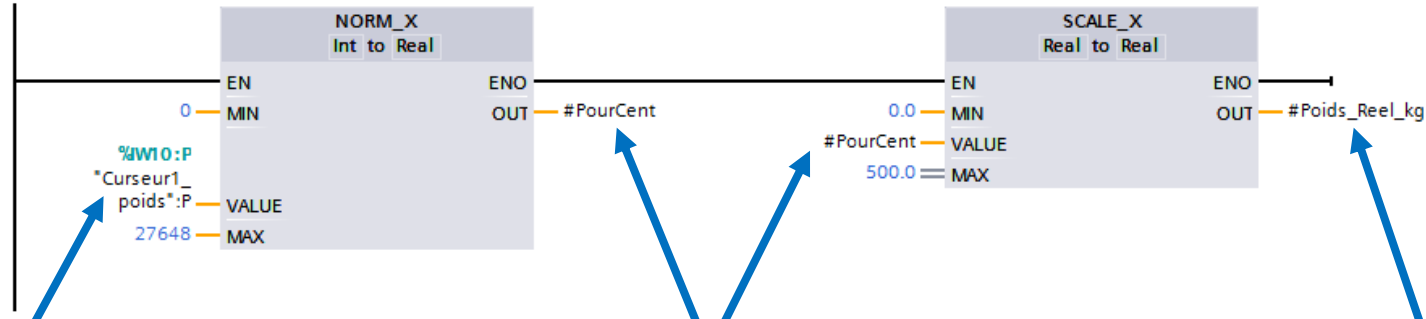 NORM_X
Int to Real
EN
ENO
0
MIN
OUT
#PourCent
%IW10:P
"Curseur1_
poids":P
VALUE
27648
MAX
SCALE_X
Real to Real
EN
ENO
0.0
MIN
OUT
#Poids_Reel_kg
#PourCent
VALUE
500.0
MAX